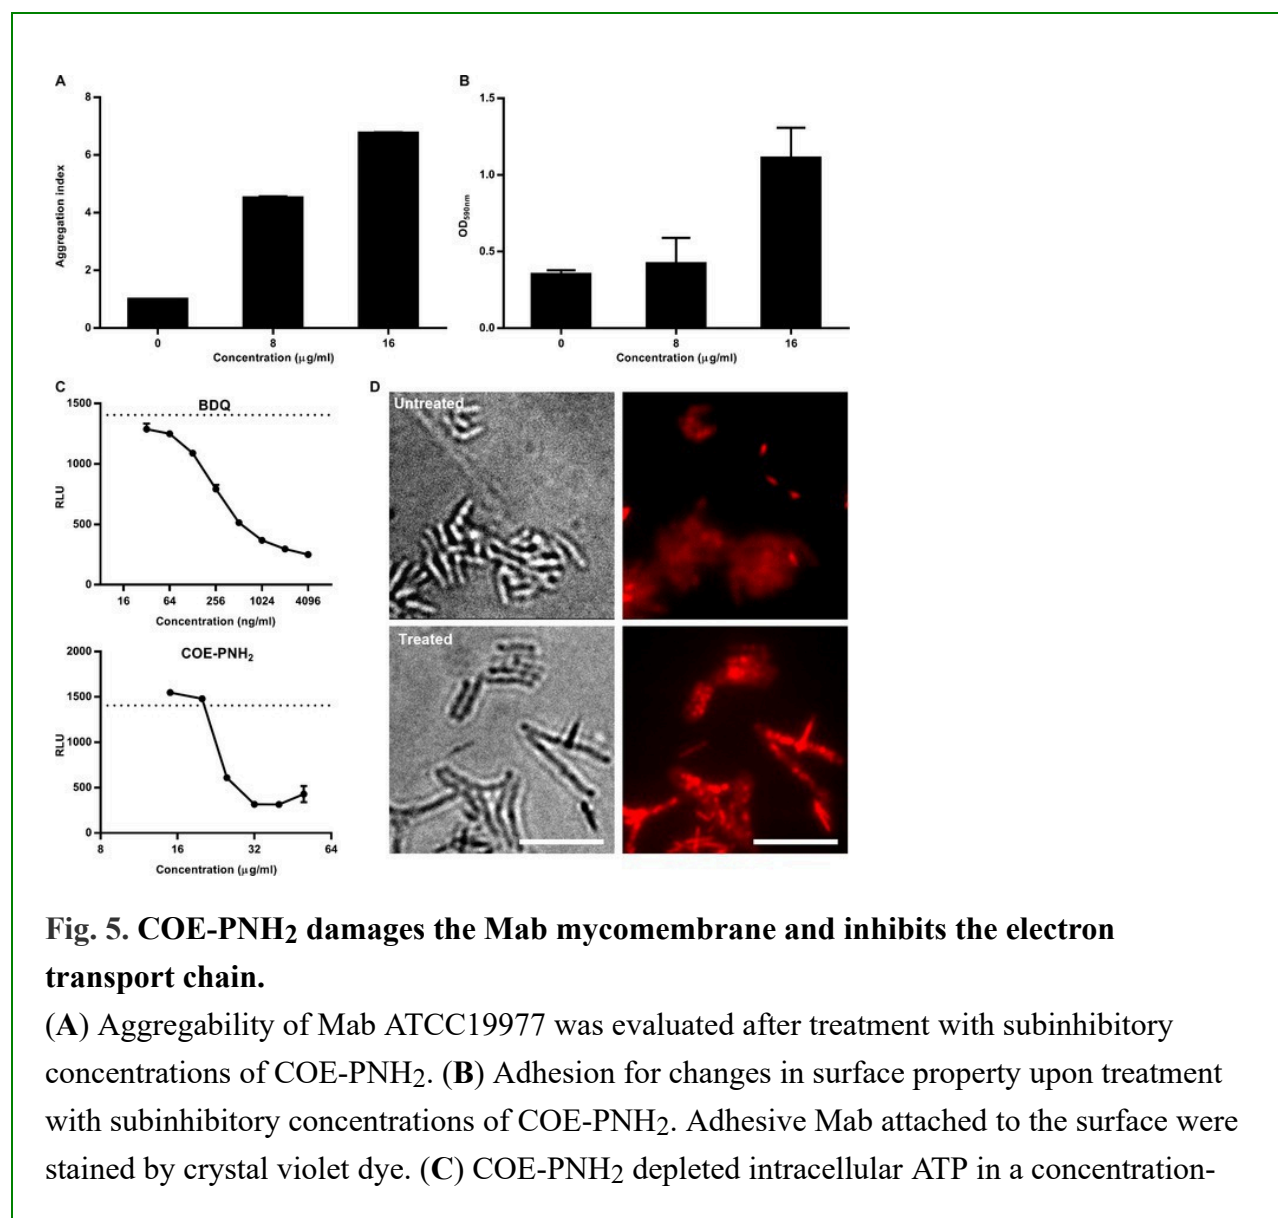 A
8
6
4
2
0
Aggregation index
0 8 16
Concentration (μg/ml)
B
1.5
1.0
0.5
0.0
OD590nm
0 8 16
Concentration (μg/ml)
C
BDQ
1500
1000
500
0
RLU
16 64 256 1024 4096
Concentration (ng/ml)
COE-PNH2
2000
1500
1000
500
0
RLU
8 16 32 64
Concentration (μg/ml)
D
Untreated
Treated
Fig. 5. COE-PNH2 damages the Mab mycomembrane and inhibits the electron
transport chain.
(A) Aggregability of Mab ATCC19977 was evaluated after treatment with subinhibitory
concentrations of COE-PNH2. (B) Adhesion for changes in surface property upon treatment
with subinhibitory concentrations of COE-PNH2. Adhesive Mab attached to the surface were
stained by crystal violet dye. (C) COE-PNH2 depleted intracellular ATP in a concentration-